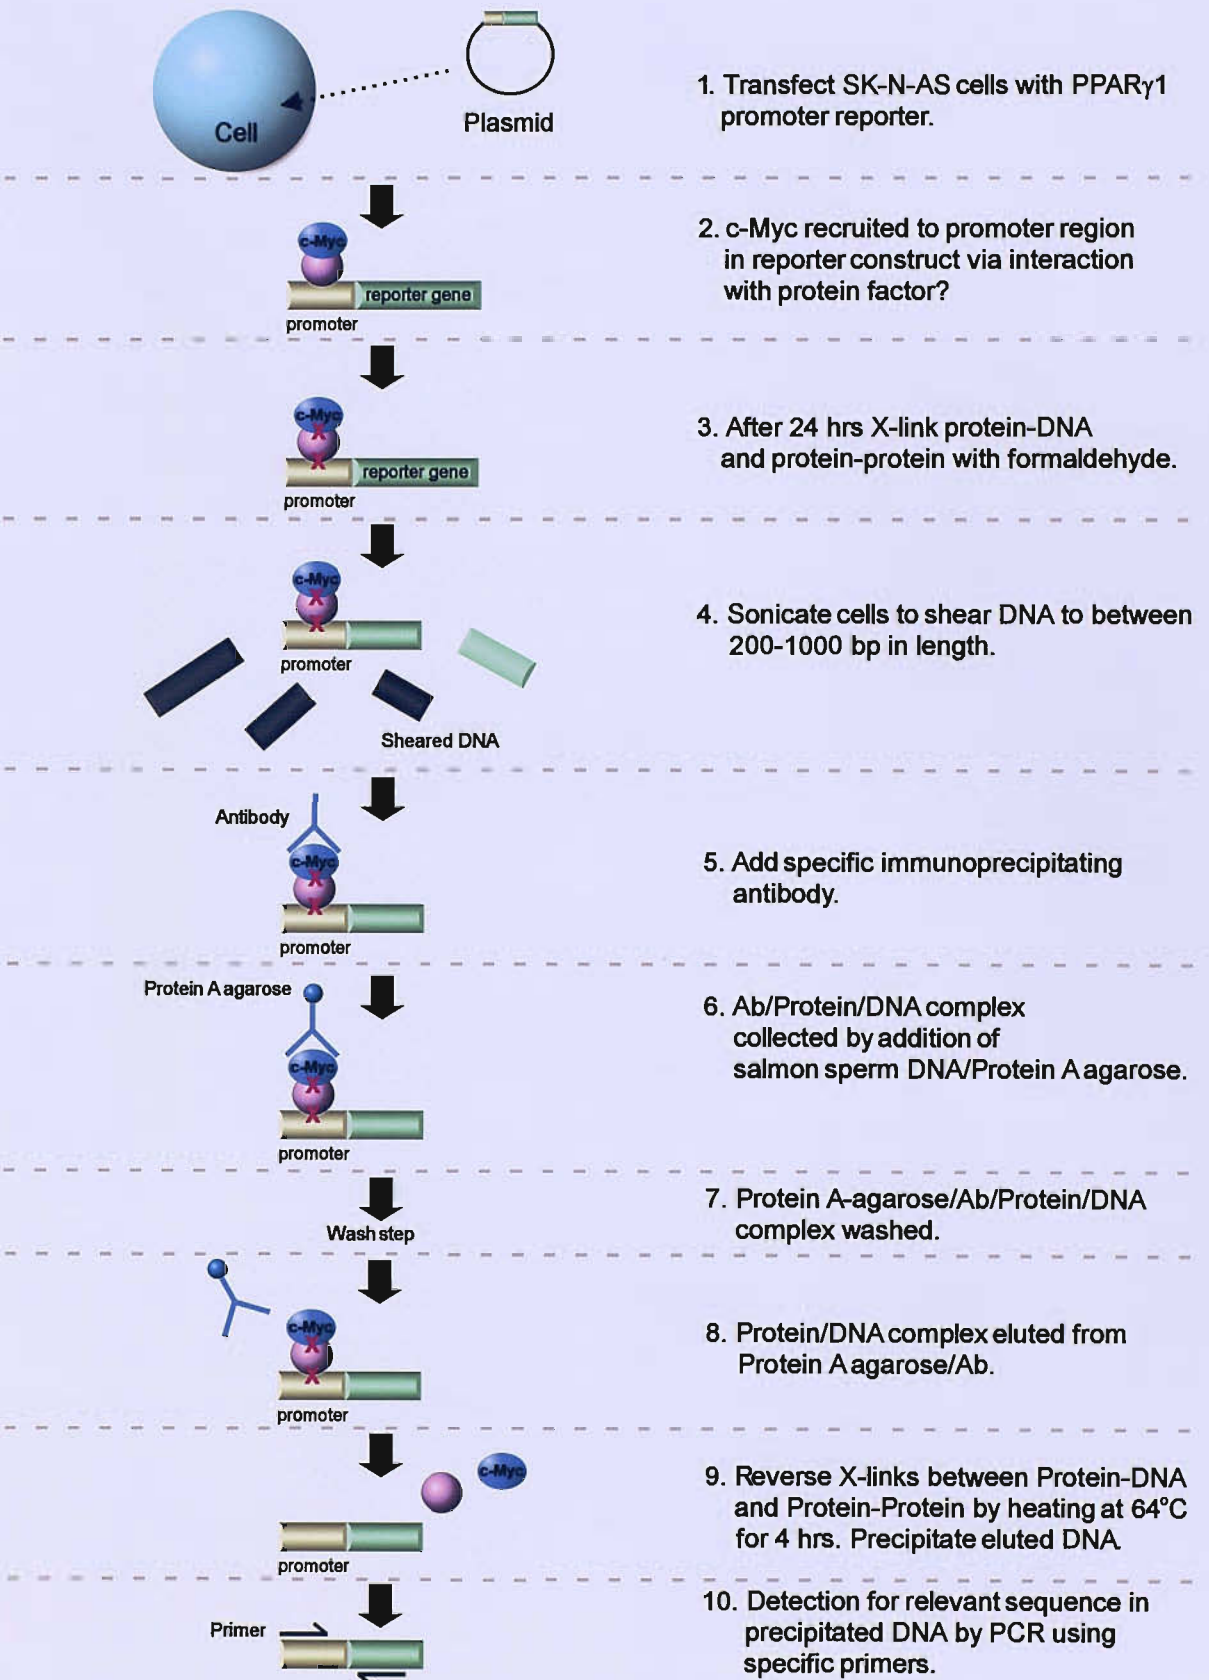 Cell
Plasmid
1. Transfect SK-N-AS cells with PPARγ1
promoter reporter.
c-Myc
reporter gene
promoter
2. c-Myc recruited to promoter region
in reporter construct via interaction
with protein factor?
c-Myc
X
X
reporter gene
promoter
3. After 24 hrs X-link protein-DNA
and protein-protein with formaldehyde.
c-Myc
X
X
promoter
Sheared DNA
4. Sonicate cells to shear DNA to between
200-1000 bp in length.
Antibody
c-Myc
X
X
promoter
5. Add specific immunoprecipitating
antibody.
Protein A agarose
c-Myc
X
X
promoter
6. Ab/Protein/DNA complex
collected by addition of
salmon sperm DNA/Protein A agarose.
Wash step
7. Protein A-agarose/Ab/Protein/DNA
complex washed.
c-Myc
X
X
promoter
8. Protein/DNA complex eluted from
Protein A agarose/Ab.
c-Myc
promoter
9. Reverse X-links between Protein-DNA
and Protein-Protein by heating at 64°C
for 4 hrs. Precipitate eluted DNA.
Primer
10. Detection for relevant sequence in
precipitated DNA by PCR using
specific primers.